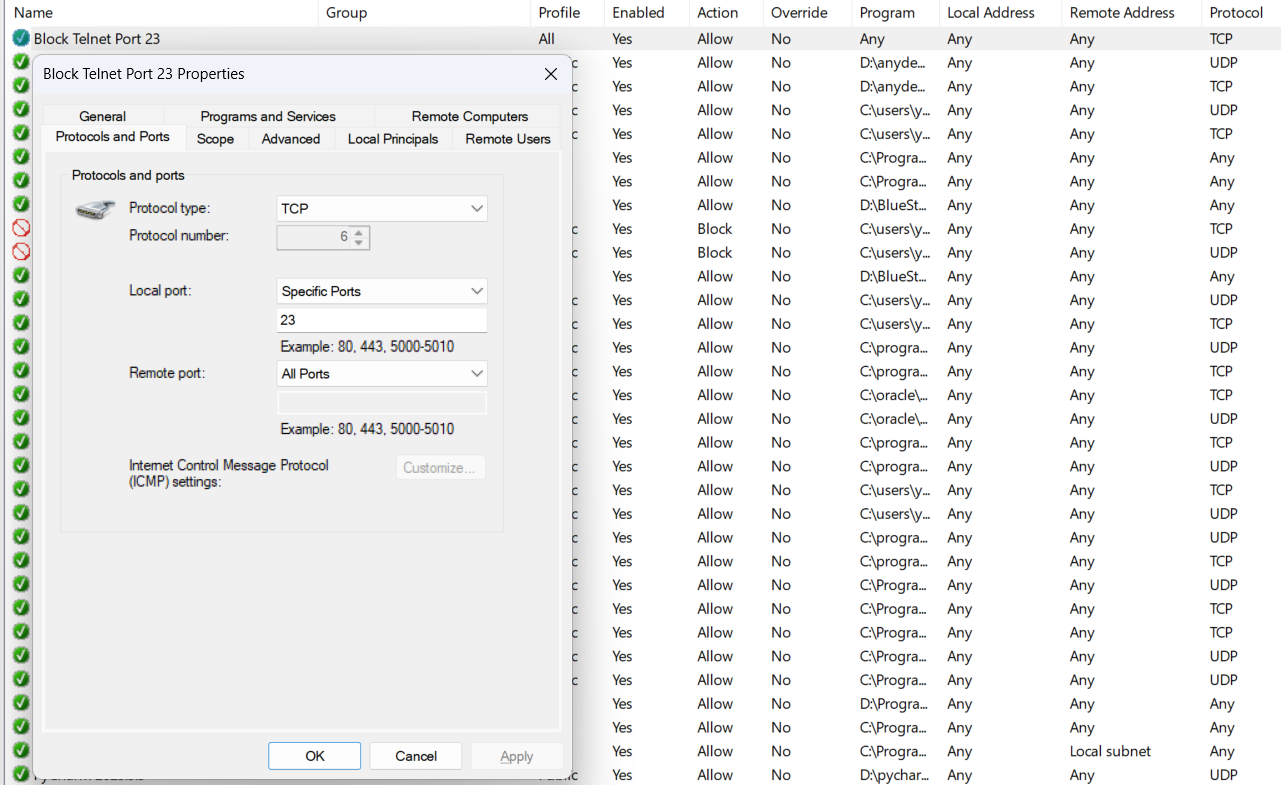 Name Group Profile Enabled Action Override Program Local Address Remote Address Protocol
Block Telnet Port 23 All Yes Allow No Any Any Any TCP
c Yes Allow No D:\anyde... Any Any UDP
Block Telnet Port 23 Properties
c Yes Allow No D:\anyde... Any Any TCP
General Programs and Services Remote Computers
c Yes Allow No C:\users\y... Any Any UDP
Protocols and Ports Scope Advanced Local Principals Remote Users
c Yes Allow No C:\users\y... Any Any TCP
Yes Allow No C:\Progra... Any Any Any
Protocols and ports
Yes Allow No C:\Progra... Any Any Any
Protocol type: TCP
Yes Allow No D:\BlueSt... Any Any Any
Protocol number: 6
c Yes Block No C:\users\y... Any Any TCP
c Yes Block No C:\users\y... Any Any UDP
Yes Allow No D:\BlueSt... Any Any Any
Local port: Specific Ports
c Yes Allow No C:\users\y... Any Any UDP
23
c Yes Allow No C:\users\y... Any Any TCP
Example: 80, 443, 5000-5010
c Yes Allow No C:\progra... Any Any UDP
Remote port: All Ports
c Yes Allow No C:\progra... Any Any TCP
c Yes Allow No C:\oracle\... Any Any TCP
c Yes Allow No C:\oracle\... Any Any UDP
Example: 80, 443, 5000-5010
c Yes Allow No C:\progra... Any Any TCP
Internet Control Message Protocol
(ICMP) settings:
Customize...
c Yes Allow No C:\progra... Any Any UDP
c Yes Allow No C:\users\y... Any Any TCP
c Yes Allow No C:\users\y... Any Any UDP
c Yes Allow No C:\progra... Any Any UDP
c Yes Allow No C:\progra... Any Any TCP
c Yes Allow No C:\Progra... Any Any UDP
c Yes Allow No C:\Progra... Any Any TCP
c Yes Allow No C:\Progra... Any Any TCP
c Yes Allow No C:\Progra... Any Any UDP
c Yes Allow No C:\Progra... Any Any UDP
Yes Allow No D:\Progra... Any Any Any
Yes Allow No C:\Progra... Any Any Any
OK Cancel Apply
Yes Allow No C:\Progra... Any Local subnet Any
Yes Allow No D:\pychar... Any Any UDP